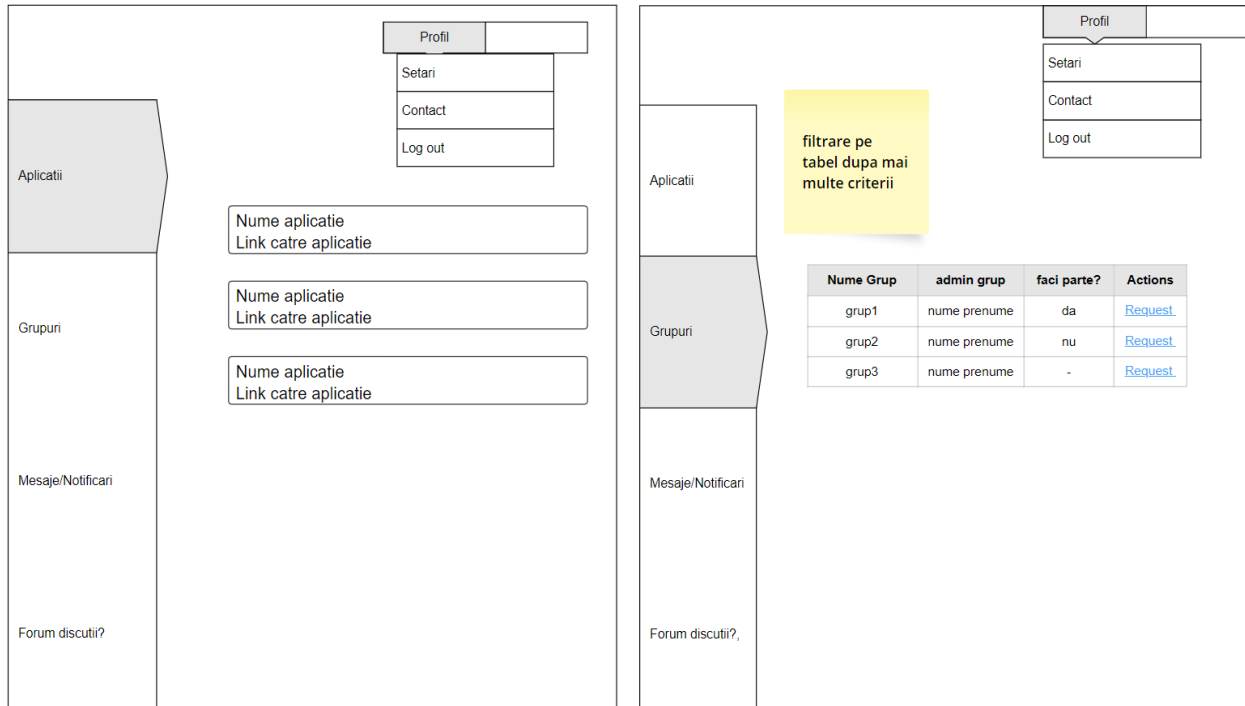 Profil
Setari
Contact
Log out
Aplicatii
Nume aplicatie
Link catre aplicatie
Nume aplicatie
Link catre aplicatie
Nume aplicatie
Link catre aplicatie
Grupuri
Mesaje/Notificari
Forum discutii?
Profil
Setari
Contact
Log out
filtrare pe
tabel dupa mai
multe criterii
Aplicatii
Nume Grup admin grup faci parte? Actions
grup1 nume prenume da Request
grup2 nume prenume nu Request
grup3 nume prenume - Request
Grupuri
Mesaje/Notificari
Forum discutii?,